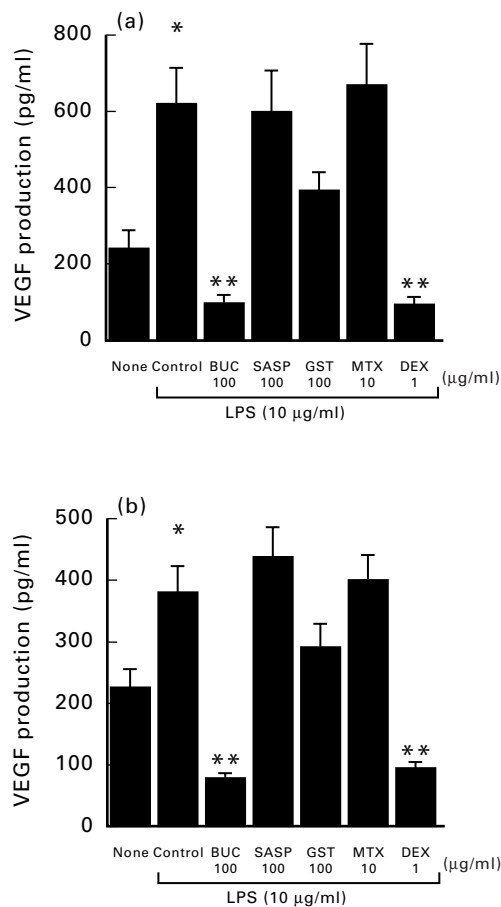 (a)
*
800
600
400
200
0
VEGF production (pg/ml)
**
**
None Control BUC SASP GST MTX DEX
100 100 100 10 1 (μg/ml)
LPS (10 μg/ml)
(b)
*
500
400
300
200
100
0
VEGF production (pg/ml)
**
**
None Control BUC SASP GST MTX DEX
100 100 100 10 1 (μg/ml)
LPS (10 μg/ml)